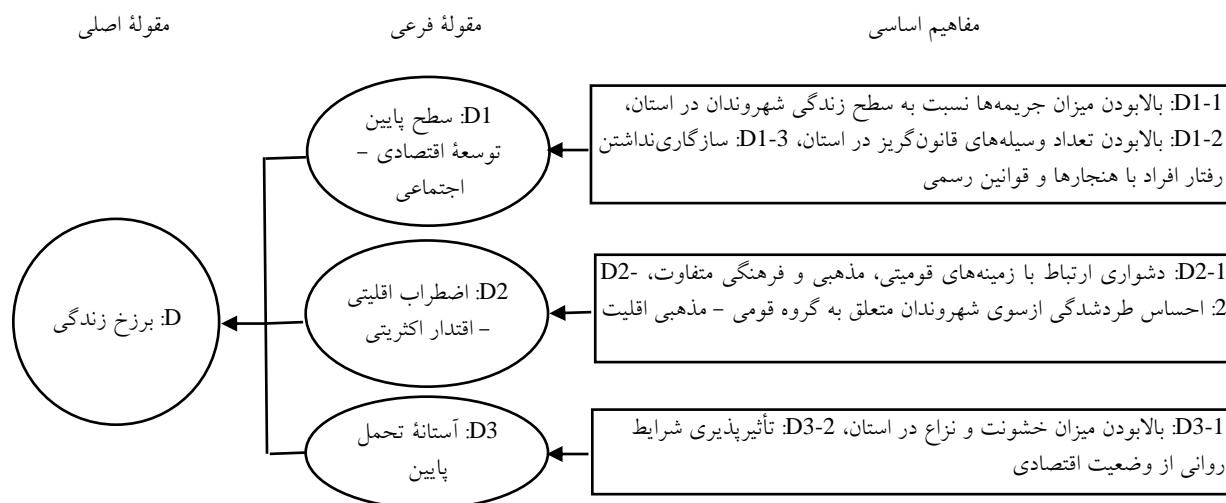 مفاهیم اساسی
مقولۀ فرعی
مقولۀ اصلی
D1-1: بالابودن میزان جریمه‌ها نسبت به سطح زندگی شهروندان در استان،
D1-2: بالابودن تعداد وسیله‌های قانون‌گریز در استان، D1-3: سازگاری‌نداشتن
رفتار افراد با هنجارها و قوانین رسمی
D1: سطح پایین
توسعۀ اقتصادی –
اجتماعی
D2-1: دشواری ارتباط با زمینه‌های قومیتی، مذهبی و فرهنگی متفاوت، D2-
2: احساس طردشدگی ازسوی شهروندان متعلق به گروه قومی – مذهبی اقلیت
D2: اضطراب اقلیتی
– اقتدار اکثریتی
D: برزخ زندگی
D3-1: بالابودن میزان خشونت و نزاع در استان، D3-2: تأثیرپذیری شرایط
روانی از وضعیت اقتصادی
D3: آستانۀ تحمل
پایین